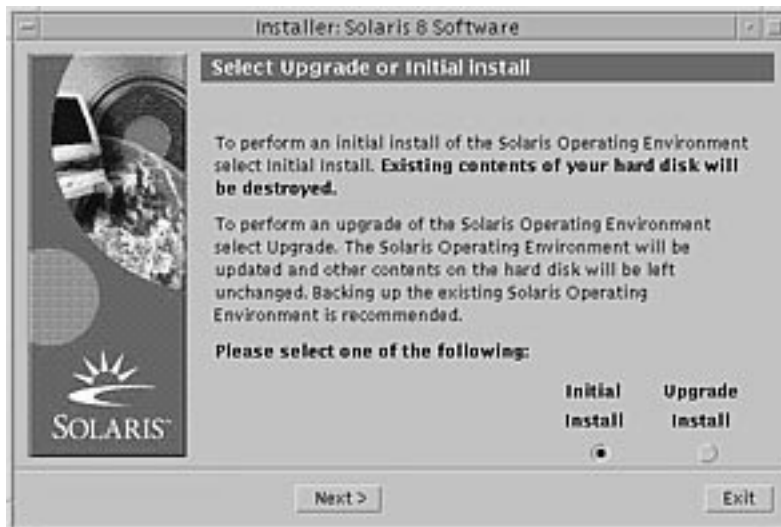 Installer: Solaris 8 Software
Select Upgrade or Initial install
To perform an initial install of the Solaris Operating Environment
select Initial Install. Existing contents of your hard disk will
be destroyed.
To perform an upgrade of the Solaris Operating Environment
select Upgrade. The Solaris Operating Environment will be
updated and other contents on the hard disk will be left
unchanged. Backing up the existing Solaris Operating
Environment is recommended.
Please select one of the following:
Initial Upgrade
Install Install
SOLARIS™
Next > Exit